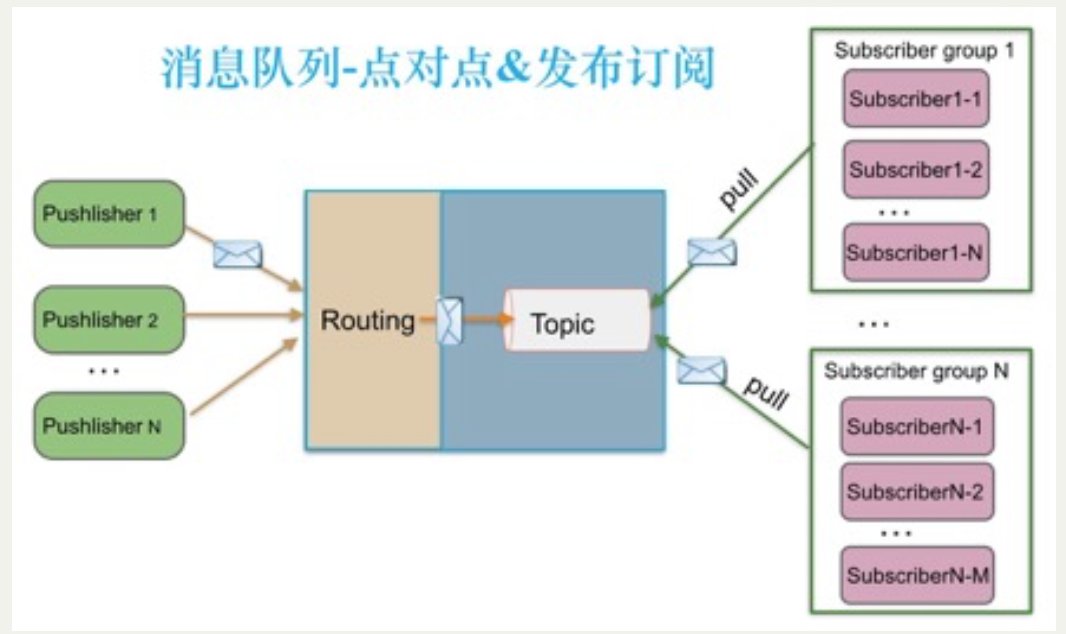 消息队列-点对点&发布订阅
Pushlisher 1
Pushlisher 2
...
Pushlisher N
Routing
Topic
pull
pull
Subscriber group 1
Subscriber1-1
Subscriber1-2
...
Subscriber1-N
...
Subscriber group N
SubscriberN-1
SubscriberN-2
...
SubscriberN-M